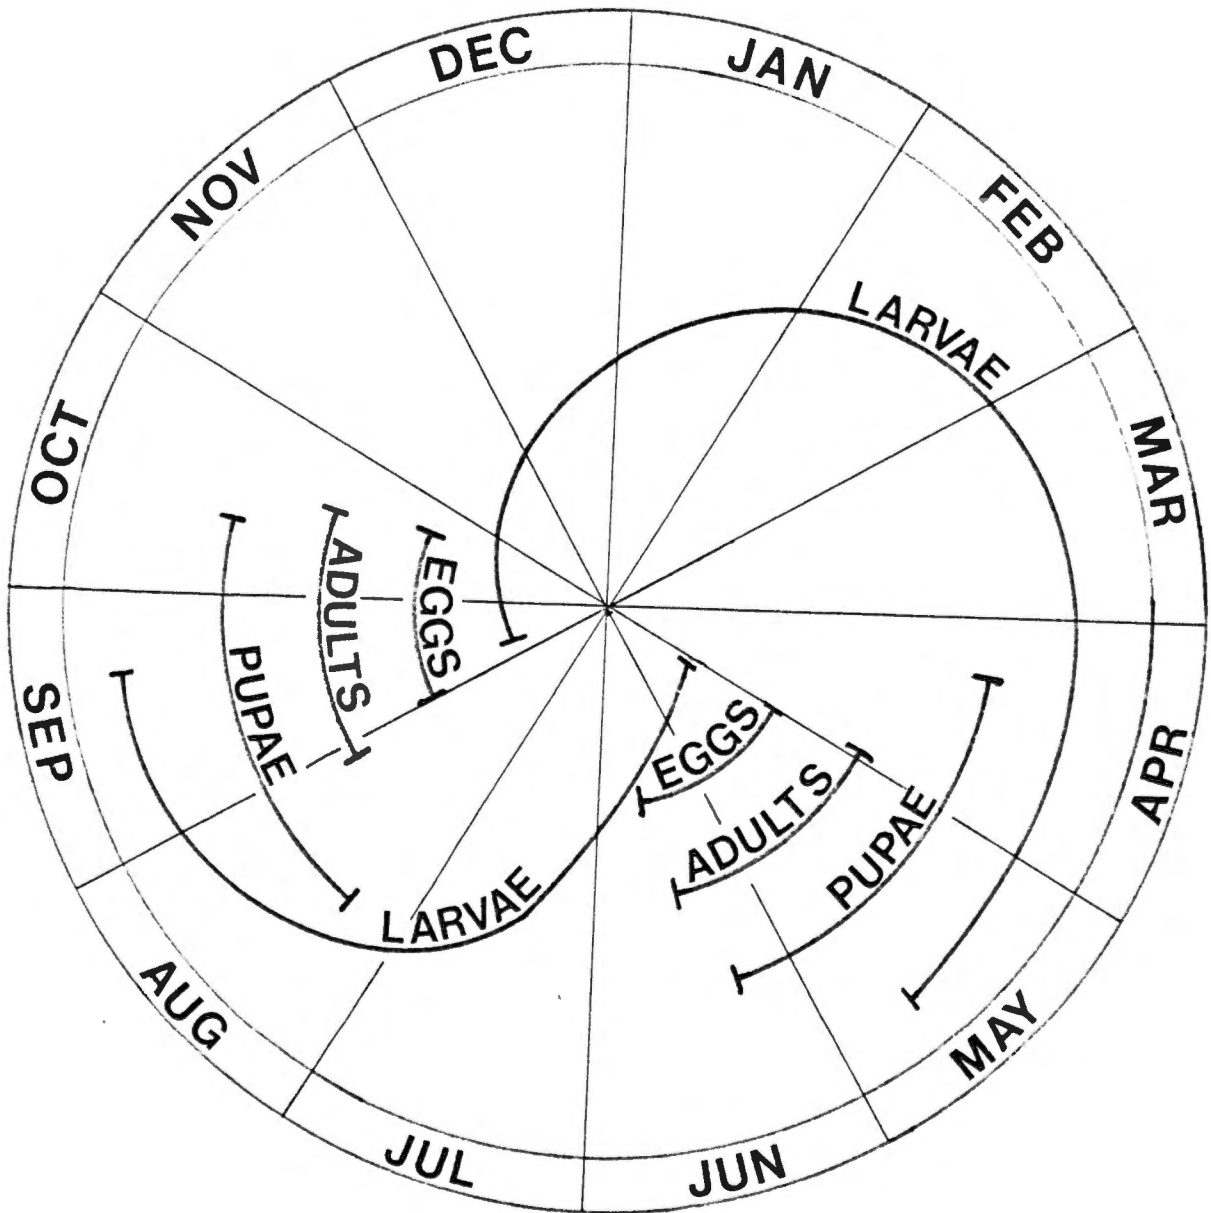 DEC
JAN
NOV
FEB
LARVAE
OCT
MAR
ADULTS
EGGS
PUPAE
SEP
EGGS
ADULTS
PUPAE
APR
LARVAE
AUG
MAY
JUL
JUN